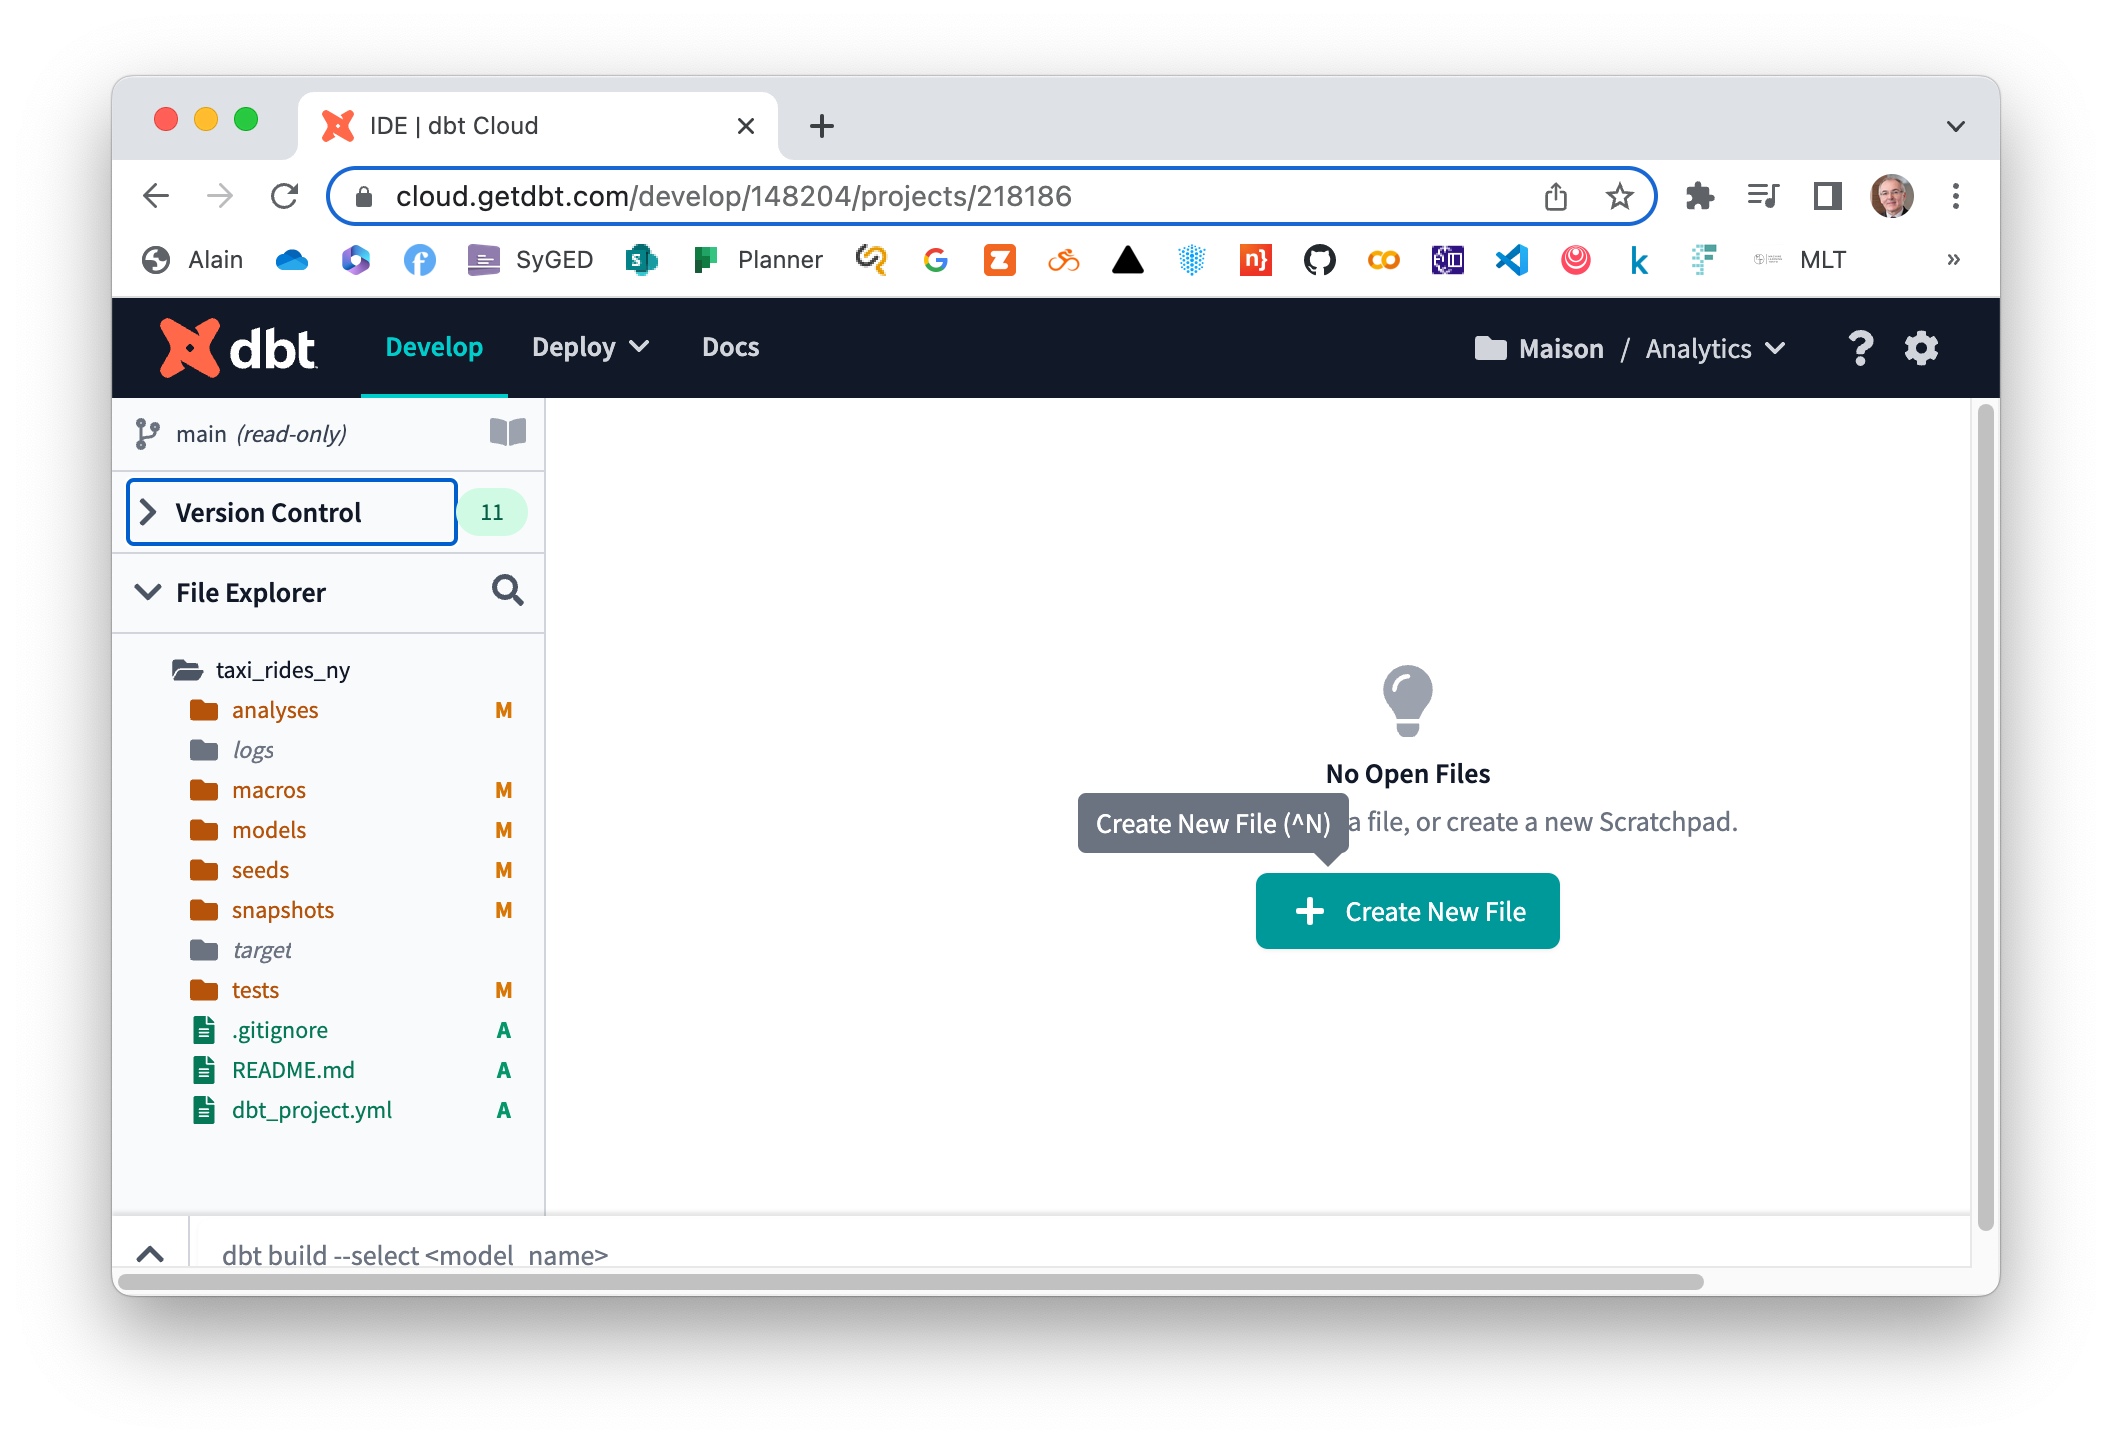 IDE | dbt Cloud
cloud.getdbt.com/develop/148204/projects/218186
Alain SyGED Planner MLT »
dbt Develop Deploy Docs Maison / Analytics
main (read-only)
Version Control 11
File Explorer
taxi_rides_ny
analyses M
logs
macros M
models M
seeds M
snapshots M
target
tests M
.gitignore A
README.md A
dbt_project.yml A
No Open Files
Create New File (^N) a file, or create a new Scratchpad.
Create New File
dbt build --select <model_name>